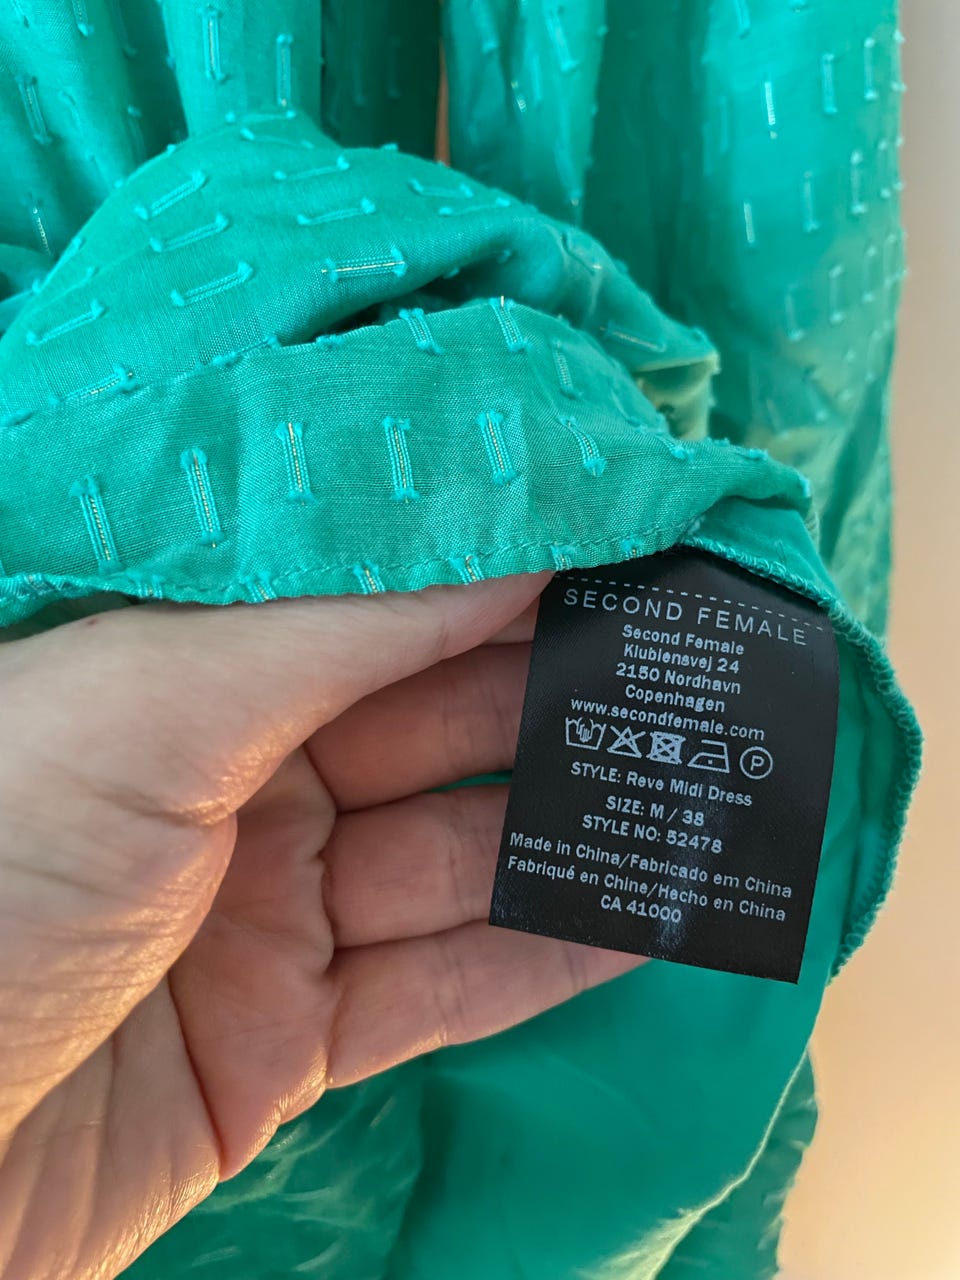 SECOND FEMALE
Second Female
Klubiensvej 24
2150 Nordhavn
Copenhagen
www.secondfemale.com
P
STYLE: Reve Midi Dress
SIZE: M / 38
STYLE NO: 52478
Made in China/Fabricado em China
Fabriqué en Chine/Hecho en China
CA 41000